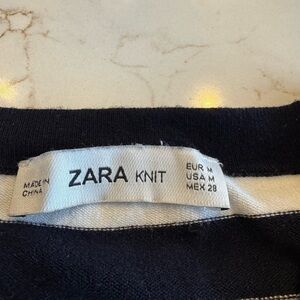 MADE IN
CHINA
ZARA KNIT
EUR M
USA M
MEX 28